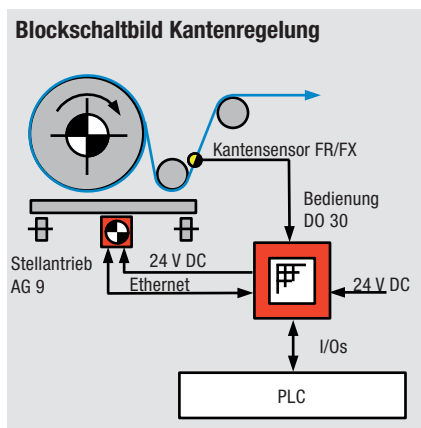 Blockschaltbild Kantenregelung
Kantensensor FR/FX
Bedienung
DO 30
Stellantrieb
AG 9
24 V DC
Ethernet
24 V DC
I/Os
PLC